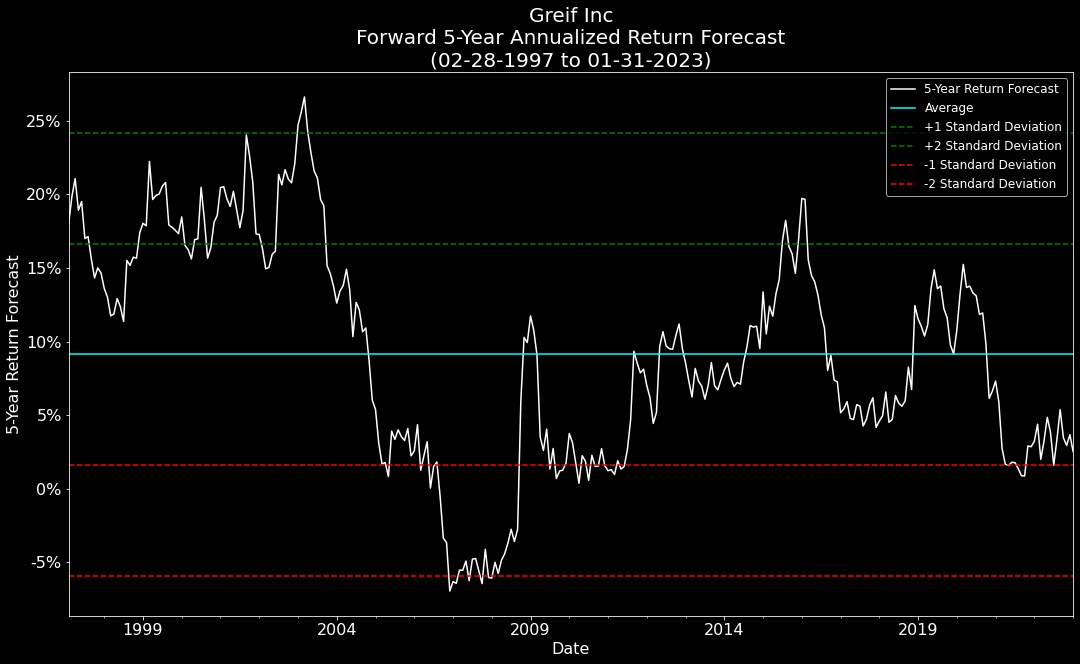 Greif Inc
Forward 5-Year Annualized Return Forecast
(02-28-1997 to 01-31-2023)
5-Year Return Forecast
Average
+1 Standard Deviation
+2 Standard Deviation
-1 Standard Deviation
-2 Standard Deviation
25%
20%
15%
10%
5%
0%
-5%
5-Year Return Forecast
1999
2004
2009
2014
2019
Date